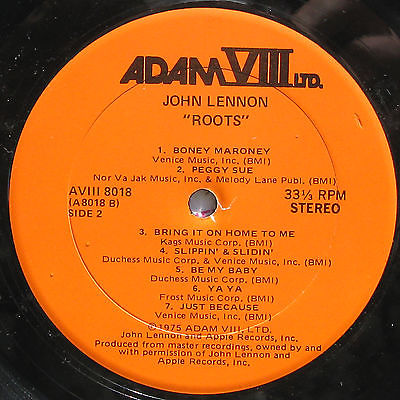 ADAM VIII LTD.
JOHN LENNON
"ROOTS"
1. BONEY MARONEY
Venice Music, Inc. (BMI)
2. PEGGY SUE
Nor Va Jak Music, Inc. & Melody Lane Publ. (BMI)
AVIII 8018
(A8018 B)
SIDE 2
33⅓ RPM
STEREO
3. BRING IT ON HOME TO ME
Kags Music Corp. (BMI)
4. SLIPPIN' & SLIDIN'
Duchess Music Corp. & Venice Music, Inc. (BMI)
5. BE MY BABY
Duchess Music Corp. (BMI)
6. YA YA
Frost Music Corp. (BMI)
7. JUST BECAUSE
Venice Music, Inc. (BMI)
©1975 ADAM VIII, LTD.
John Lennon and Apple Records, Inc.
Produced from master recordings, owned by and
with permission of John Lennon and
Apple Records, Inc.